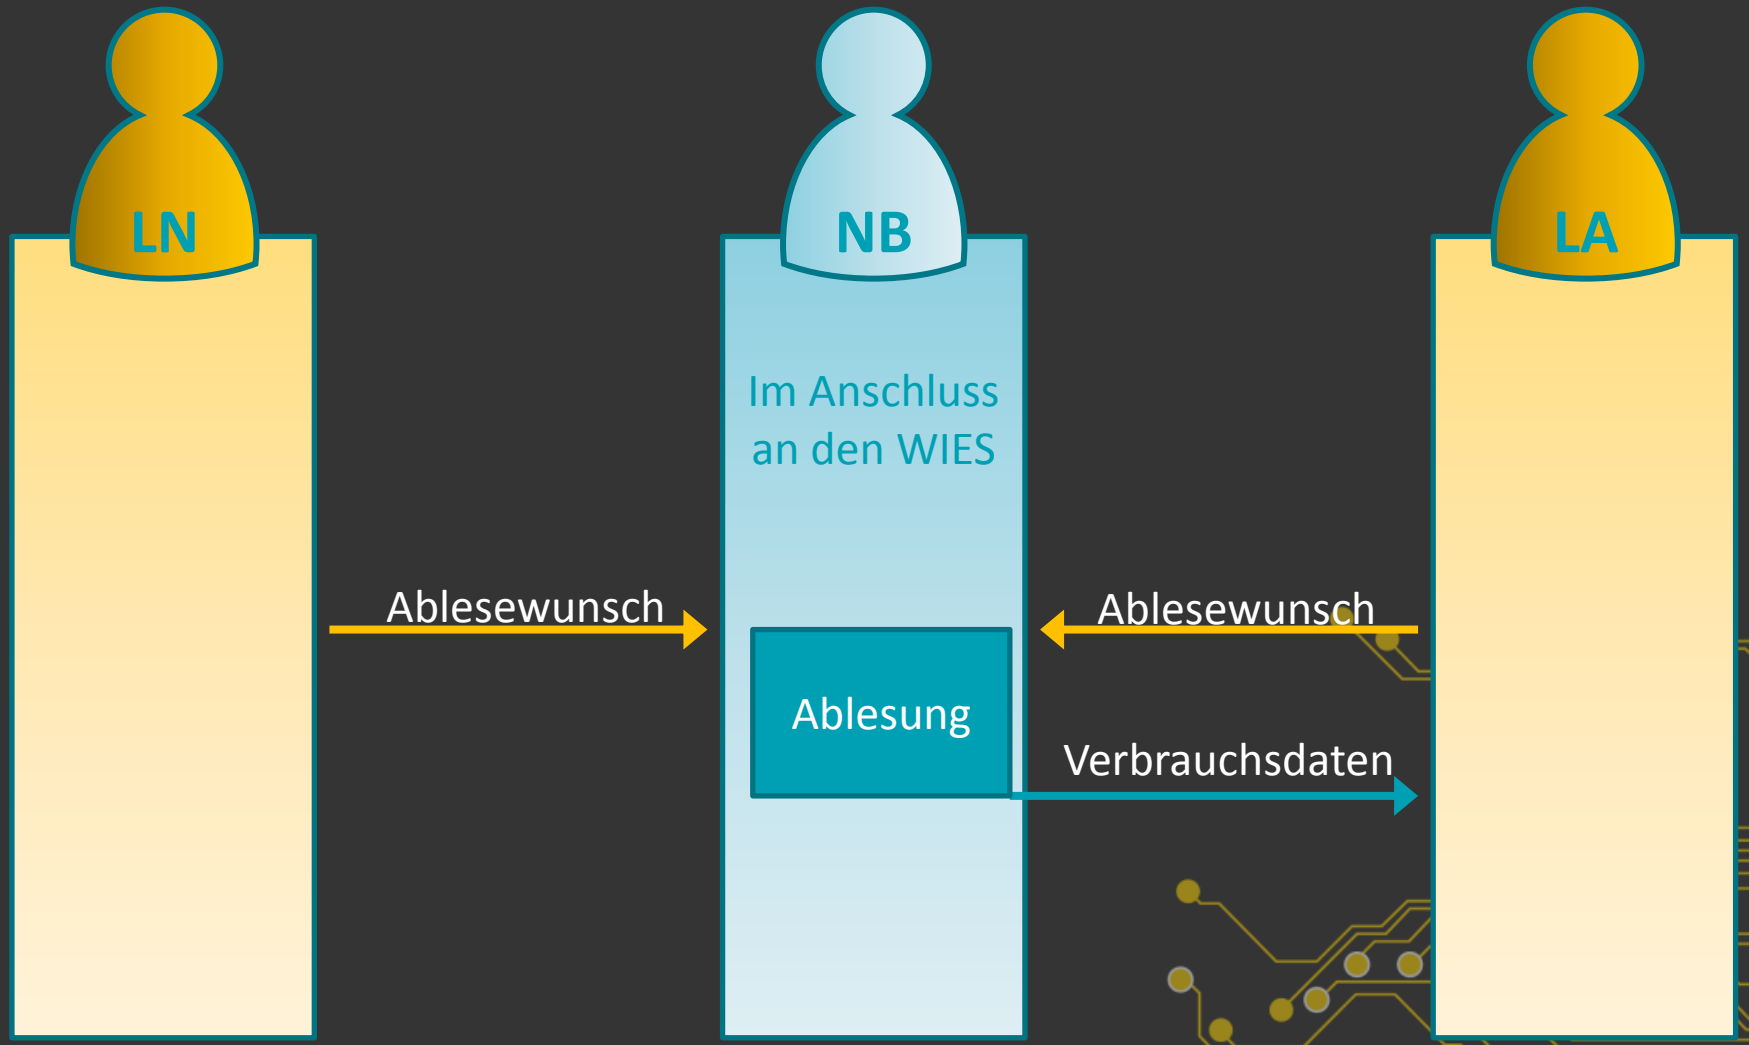 LN
NB
LA
Im Anschluss
an den WIES
Ablesewunsch
Ablesewunsch
Ablesung
Verbrauchsdaten